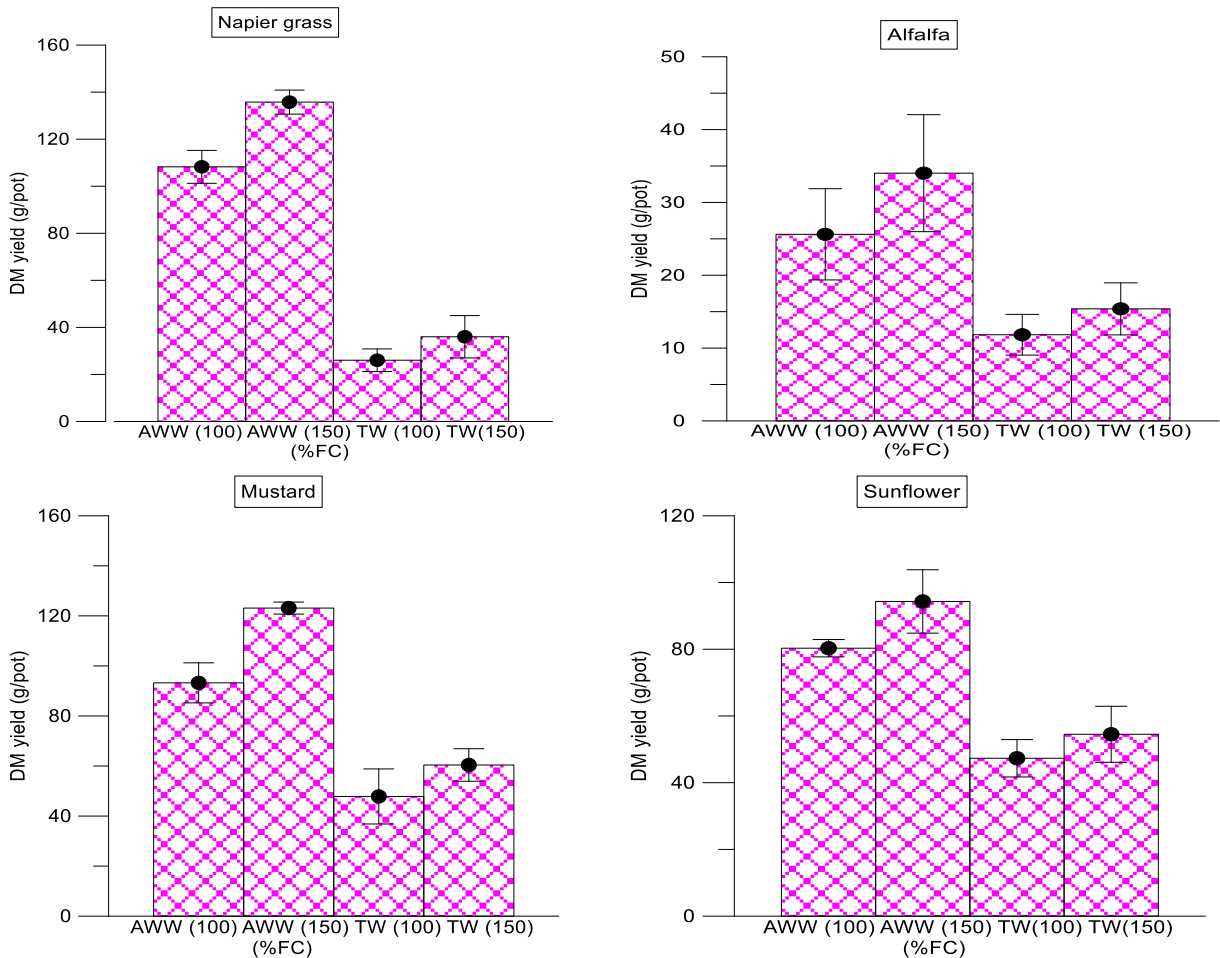 Napier grass
160
120
80
40
0
DM yield (g/pot)
AWW (100) AWW (150) TW (100) TW(150)
(%FC)
Alfalfa
50
40
30
20
10
0
DM yield (g/pot)
AWW (100) AWW (150) TW (100) TW (150)
(%FC)
Mustard
160
120
80
40
0
DM yield (g/pot)
AWW (100) AWW (150) TW (100) TW (150)
(%FC)
Sunflower
120
80
40
0
DM yield (g/pot)
AWW (100) AWW (150) TW(100) TW(150)
(%FC)